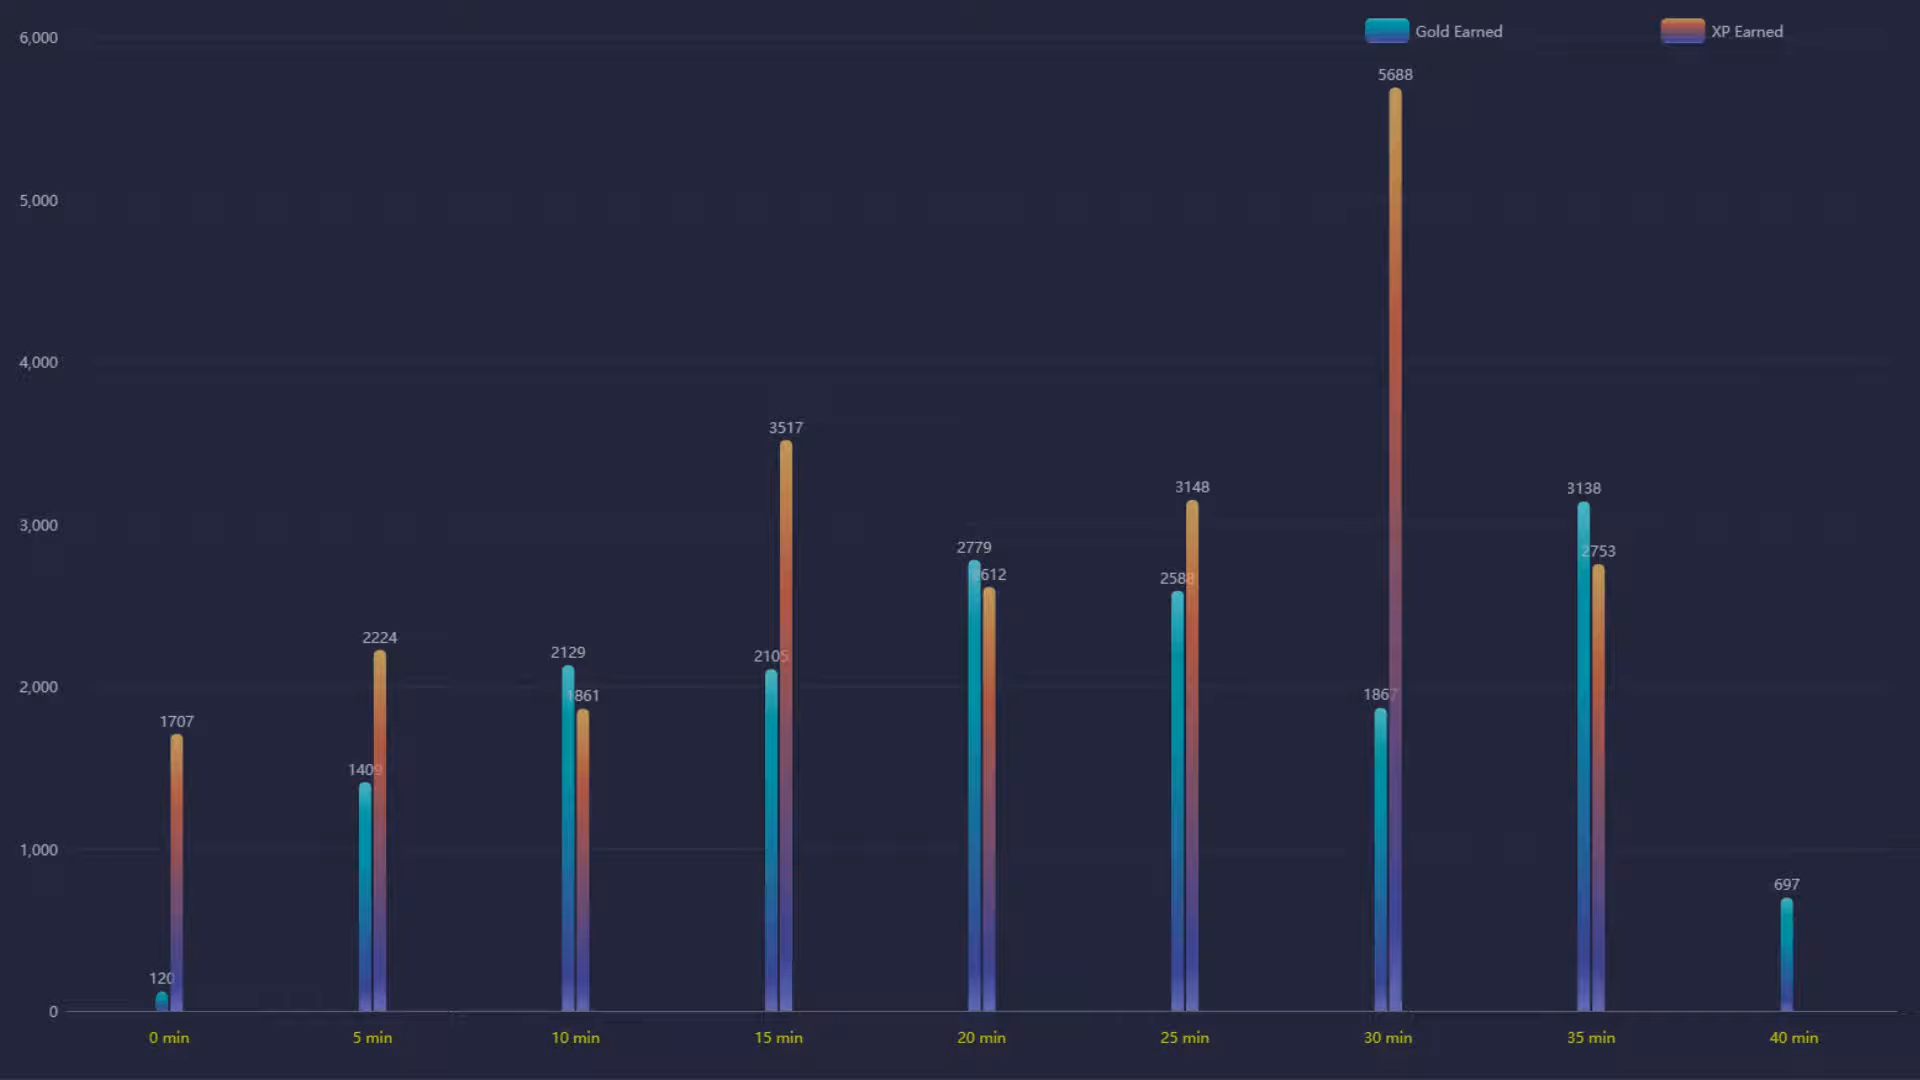 Gold Earned
XP Earned
6,000
5,000
4,000
3,000
2,000
1,000
0
120
1707
1409
2224
2129
1861
2105
3517
2779
2612
2588
3148
1867
5688
3138
2753
697
0 min
5 min
10 min
15 min
20 min
25 min
30 min
35 min
40 min